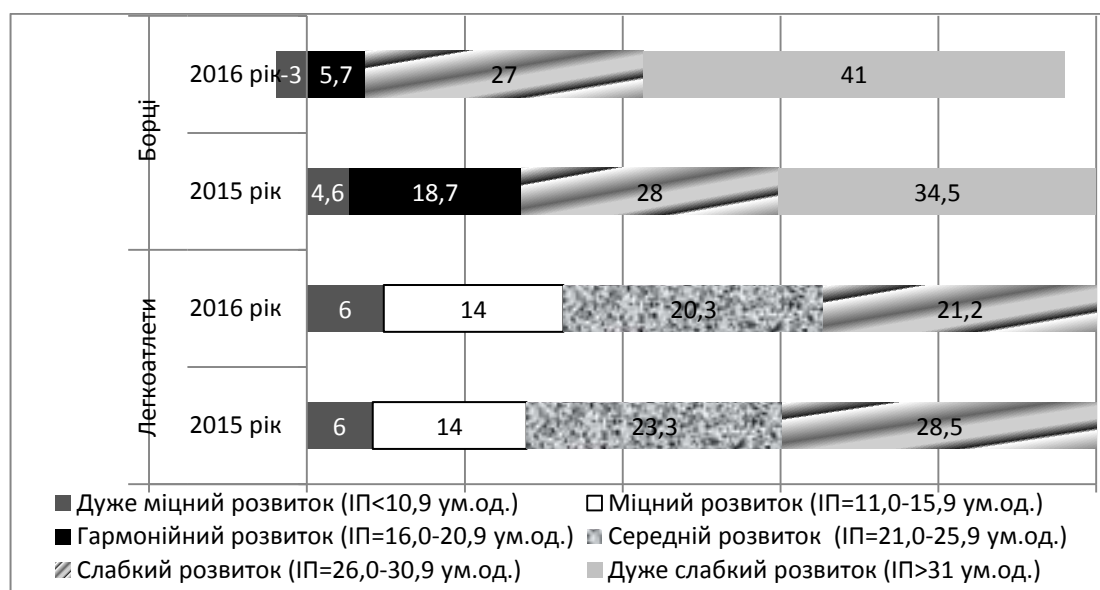 Борці
2016 рік
-3
5,7
27
41
2015 рік
4,6
18,7
28
34,5
Легкоатлети
2016 рік
6
14
20,3
21,2
2015 рік
6
14
23,3
28,5
Дуже міцний розвиток (ІП<10,9 ум.од.)
Міцний розвиток (ІП=11,0-15,9 ум.од.)
Гармонійний розвиток (ІП=16,0-20,9 ум.од.)
Середній розвиток (ІП=21,0-25,9 ум.од.)
Слабкий розвиток (ІП=26,0-30,9 ум.од.)
Дуже слабкий розвиток (ІП>31 ум.од.)